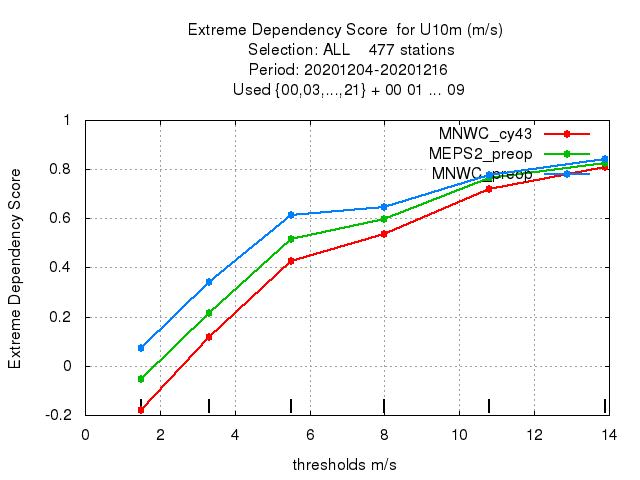 Extreme Dependency Score  for U10m (m/s)
Selection: ALL    477 stations
Period: 20201204-20201216
Used {00,03,...,21} + 00 01 ... 09
MNWC_cy43
MEPS2_preop
MNWC_preop
Extreme Dependency Score
1
0.8
0.6
0.4
0.2
0
-0.2
0 2 4 6 8 10 12 14
thresholds m/s